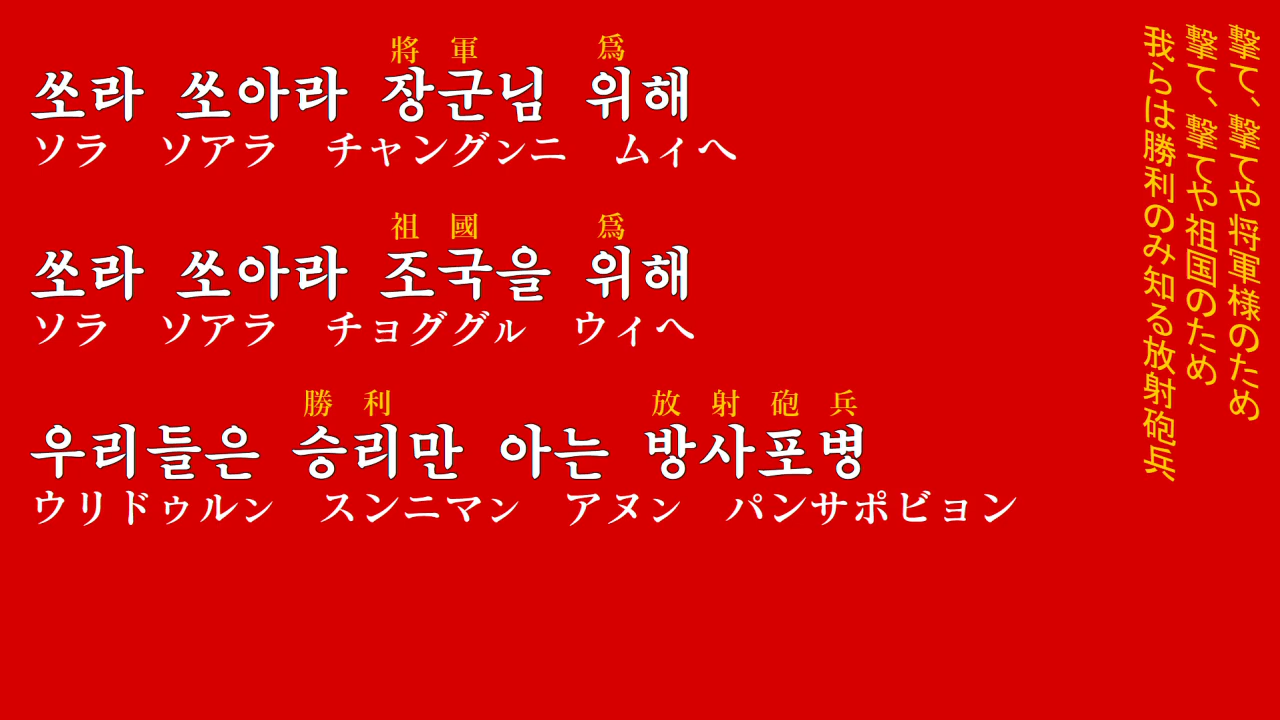 將軍 爲
쏘라 쏘아라 장군님 위해
ソラ ソアラ チャングンニ ムィヘ
祖國 爲
쏘라 쏘아라 조국을 위해
ソラ ソアラ チョググル ウィヘ
勝利 放射砲兵
우리들은 승리만 아는 방사포병
ウリドゥルン スンニマン アヌン パンサポビョン
撃て、撃てや将軍様のため
撃て、撃てや祖国のため
我らは勝利のみ知る放射砲兵